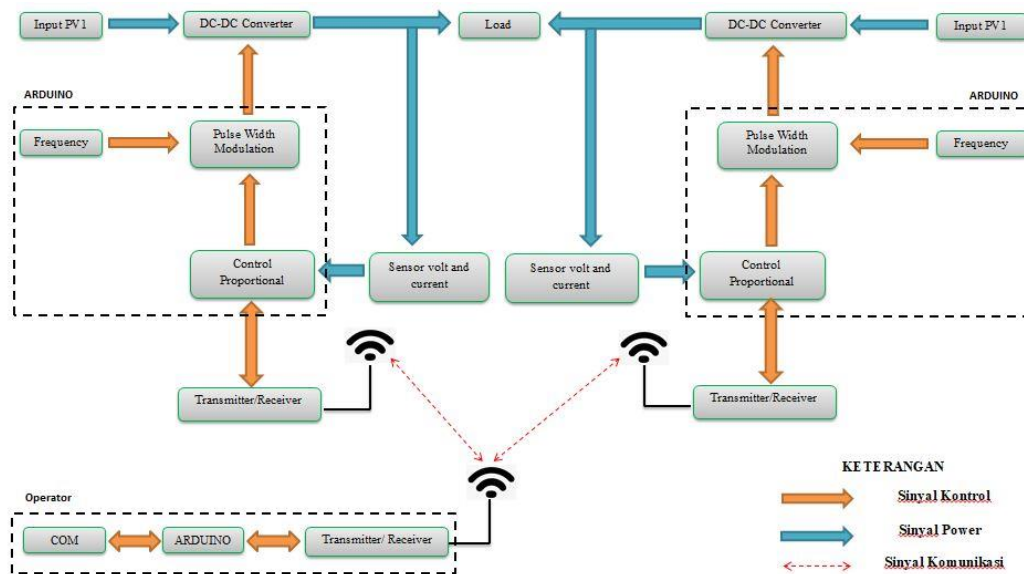 Input PV1
DC-DC Converter
Load
DC-DC Converter
Input PV1
ARDUINO
ARDUINO
Frequency
Pulse Width
Modulation
Pulse Width
Modulation
Frequency
Control
Proportional
Sensor volt and
current
Sensor volt and
current
Control
Proportional
Transmitter/Receiver
Transmitter/Receiver
Operator
COM
ARDUINO
Transmitter/ Receiver
KETERANGAN
Sinyal Kontrol
Sinyal Power
Sinyal Komunikasi